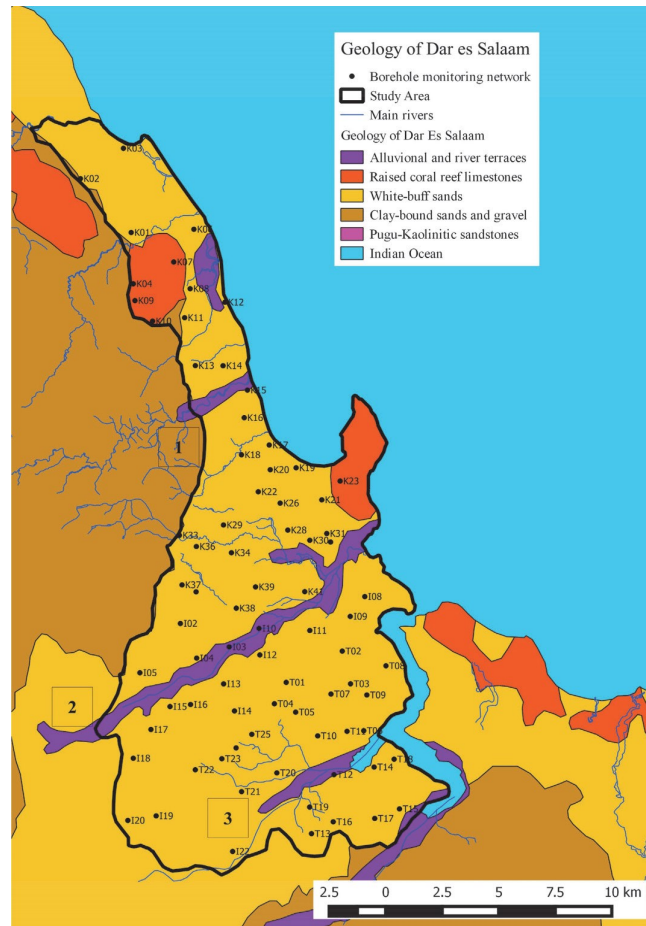 Geology of Dar es Salaam
Borehole monitoring network
Study Area
Main rivers
Geology of Dar Es Salaam
Alluvional and river terraces
Raised coral reef limestones
White-buff sands
Clay-bound sands and gravel
Pugu-Kaolinitic sandstones
Indian Ocean
K03
K02
K01
K07
K04
K08
K09
K12
K10
K11
K13
K14
K15
K16
1
K17
K18
K20
K19
K23
K22
K26
K21
K29
K28
K31
K33
K30
K36
K34
K37
K39
I08
K38
I09
I02
I10
I11
I03
I12
T02
I04
T08
I05
I13
T01
T03
T07
T09
2
I15
I16
I14
T04
T05
I17
T25
T10
I18
T23
T22
T20
T12
T14
T21
I20
I19
3
T19
T16
T17
T15
T13
I22
2.5 0 5 10 km